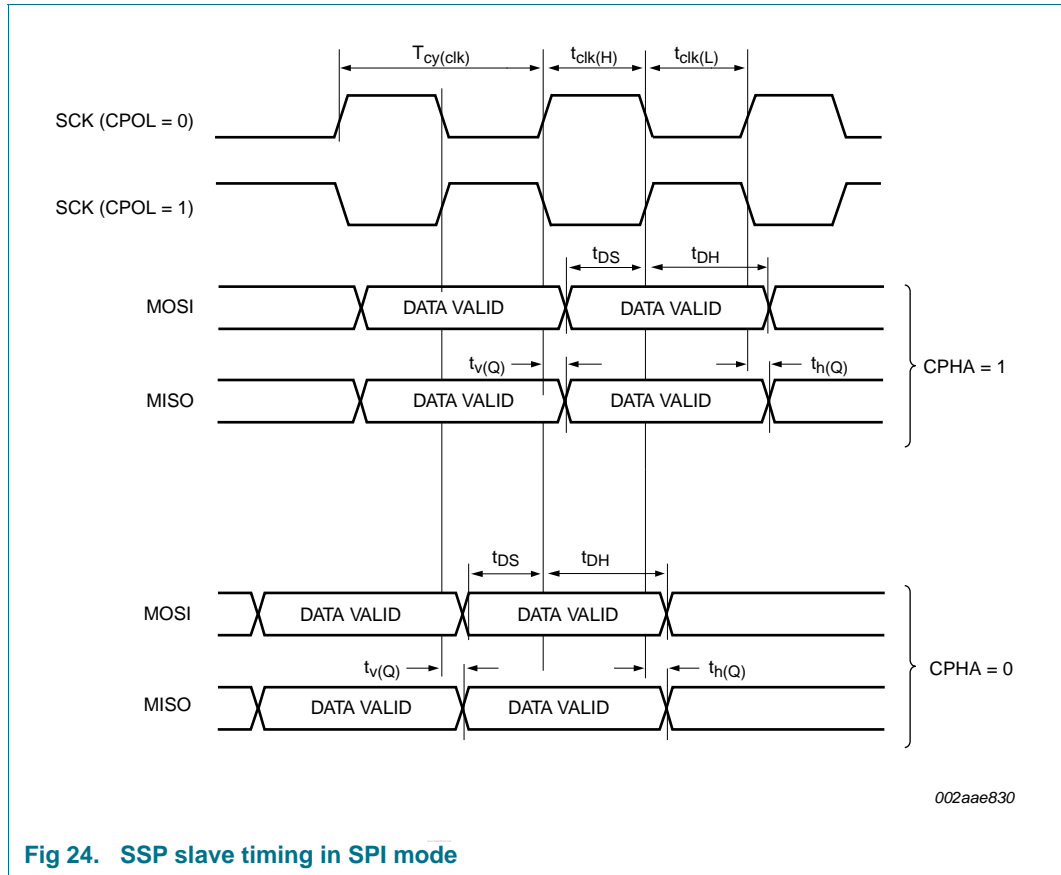 Tcy(clk) tclk(H) tclk(L)
SCK (CPOL = 0)
SCK (CPOL = 1)
tDS tDH
MOSI DATA VALID DATA VALID
tv(Q) th(Q)
CPHA = 1
MISO DATA VALID DATA VALID
tDS tDH
MOSI DATA VALID DATA VALID
tv(Q) th(Q)
CPHA = 0
MISO DATA VALID DATA VALID
002aae830
Fig 24. SSP slave timing in SPI mode